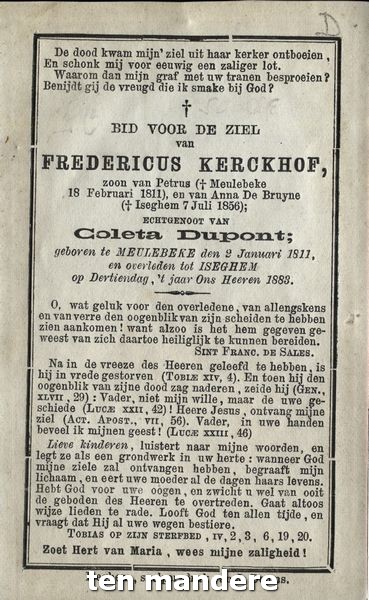 D
De dood kwam mijn' ziel uit haar kerker ontboeien,
En schonk mij voor eeuwig een zaliger lot.
Waarom dan mijn graf met uw tranen besproeien?
Benijdt gij de vreugd die ik smake bij God?
†
BID VOOR DE ZIEL
van
FREDERICUS KERCKHOF,
zoon van Petrus († Meulebeke
18 Februari 1811), en van Anna De Bruyne
(† Iseghem 7 Juli 1856);
ECHTGENOOT VAN
Coleta Dupont;
geboren te MEULEBEKE den 2 Januari 1811,
en overleden tot ISEGHEM
op Dertiendag, 't jaar Ons Heeren 1883.
O, wat geluk voor den overledene, van allengskens
en van verre den oogenblik van zijn scheiden te hebben
zien aankomen! want alzoo is het hem gegeven ge-
weest van zich daartoe heiliglijk te kunnen bereiden.
SINT FRANC. DE SALES.
Na in de vreeze des Heeren geleefd te hebben, is
hij in vrede gestorven (TOBIÆ XIV, 4). En toen hij den
oogenblik van zijne dood zag naderen, zeide hij (GEN.,
XLVII, 29) : Vader, niet mijn wille, maar de uwe ge-
schiede (LUCÆ XXII, 42)! Heere Jesus, ontvang mijne
ziel (ACT. APOST., VII, 56). Vader, in uwe handen
beveel ik mijnen geest! (LUCÆ XXIII, 46)
Lieve kinderen, luistert naar mijne woorden, en
legt ze als een grondwerk in uw herte: wanneer God
mijne ziele zal ontvangen hebben, begraaft mijn
lichaam, en eert uwe moeder al de dagen haars levens.
Hebt God voor uwe oogen, en zwicht u wel van ooit
de geboden des Heeren te overtreden. Gaat altoos
wijze lieden te rade. Looft God ten allen tijde, en
vraagt dat Hij al uwe wegen bestiere.
TOBIAS OP ZIJN STERFBED, IV, 2, 3, 6, 19, 20.
Zoet Hert van Maria, wees mijne zaligheid!
ten mandere